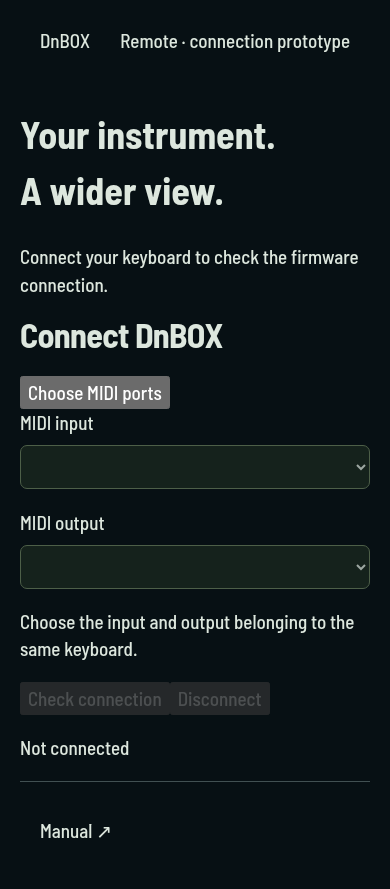 DnBOX Remote · connection prototype
Your instrument.
A wider view.
Connect your keyboard to check the firmware
connection.
Connect DnBOX
Choose MIDI ports
MIDI input
MIDI output
Choose the input and output belonging to the
same keyboard.
Check connection Disconnect
Not connected
Manual ↗